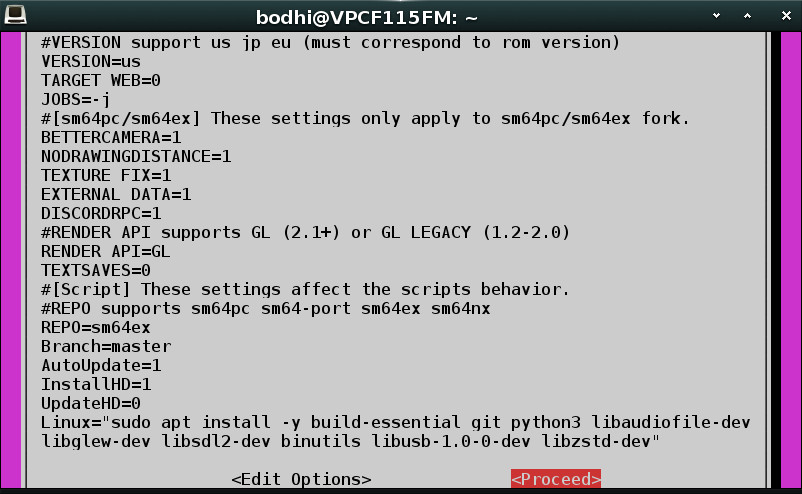 bodhi@VPCF115FM: ~
#VERSION support us jp eu (must correspond to rom version)
VERSION=us
TARGET WEB=0
JOBS=-j
#[sm64pc/sm64ex] These settings only apply to sm64pc/sm64ex fork.
BETTERCAMERA=1
NODRAWINGDISTANCE=1
TEXTURE FIX=1
EXTERNAL DATA=1
DISCORDRPC=1
#RENDER API supports GL (2.1+) or GL LEGACY (1.2-2.0)
RENDER API=GL
TEXTSAVES=0
#[Script] These settings affect the scripts behavior.
#REPO supports sm64pc sm64-port sm64ex sm64nx
REPO=sm64ex
Branch=master
AutoUpdate=1
InstallHD=1
UpdateHD=0
Linux="sudo apt install -y build-essential git python3 libaudiofile-dev
libglew-dev libsdl2-dev binutils libusb-1.0-0-dev libzstd-dev"
<Edit Options> <Proceed>